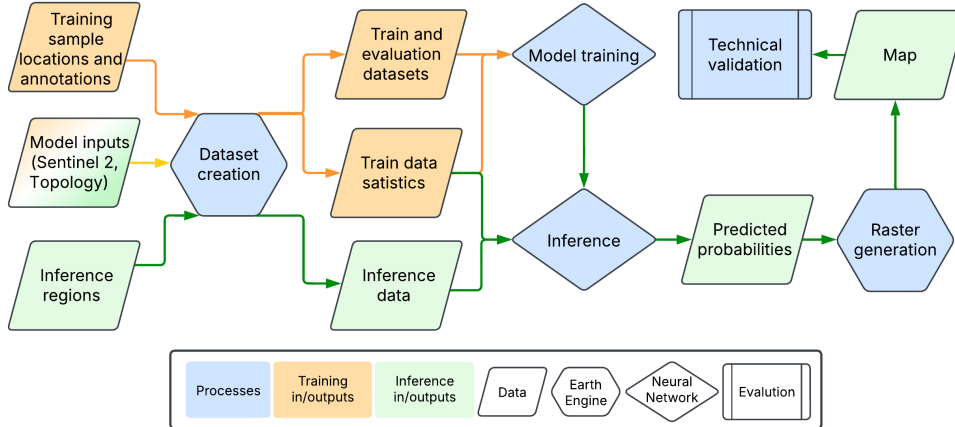 Training
sample
locations and
annotations
Train and
evaluation
datasets
Model training
Technical
validation
Map
Model inputs
(Sentinel 2,
Topology)
Dataset
creation
Train data
satistics
Inference
regions
Inference
data
Inference
Predicted
probabilities
Raster
generation
Processes
Training
in/outputs
Inference
in/outputs
Data
Earth
Engine
Neural
Network
Evalution